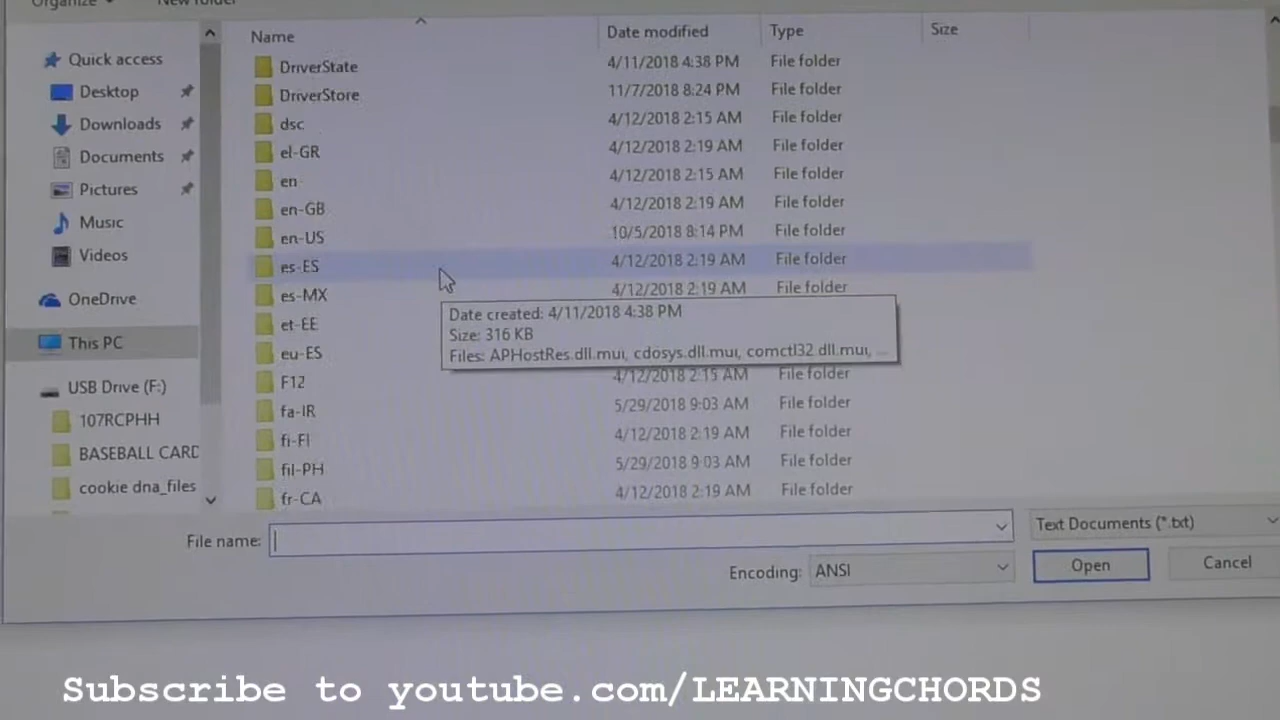 Organize New folder
Name Date modified Type Size
Quick access
Desktop
Downloads
Documents
Pictures
Music
Videos
OneDrive
This PC
USB Drive (F:)
107RCPHH
BASEBALL CARD
cookie dna_files
DriverState 4/11/2018 4:38 PM File folder
DriverStore 11/7/2018 8:24 PM File folder
dsc 4/12/2018 2:15 AM File folder
el-GR 4/12/2018 2:19 AM File folder
en 4/12/2018 2:15 AM File folder
en-GB 4/12/2018 2:19 AM File folder
en-US 10/5/2018 8:14 PM File folder
es-ES 4/12/2018 2:19 AM File folder
es-MX 4/12/2018 2:19 AM File folder
et-EE
eu-ES
F12 4/12/2018 2:15 AM File folder
fa-IR 5/29/2018 9:03 AM File folder
fi-FI 4/12/2018 2:19 AM File folder
fil-PH 5/29/2018 9:03 AM File folder
fr-CA 4/12/2018 2:19 AM File folder
Date created: 4/11/2018 4:38 PM
Size: 316 KB
Files: APHostRes.dll.mui, cdosys.dll.mui, comctl32.dll.mui, ...
File name: Text Documents (*.txt)
Encoding: ANSI Open Cancel
Subscribe to youtube.com/LEARNINGCHORDS